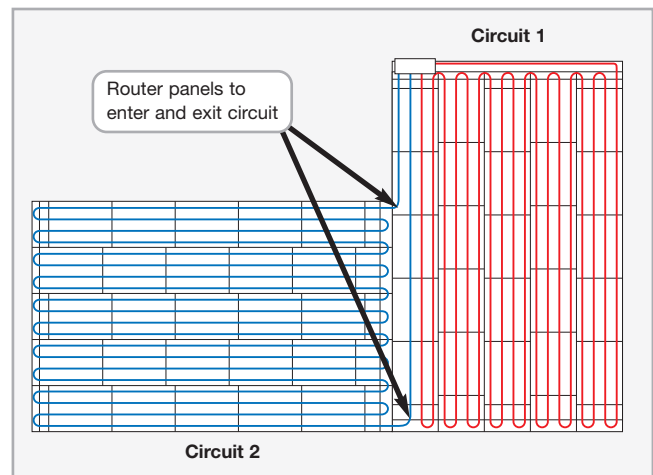 Circuit 1
Router panels to
enter and exit circuit
Circuit 2